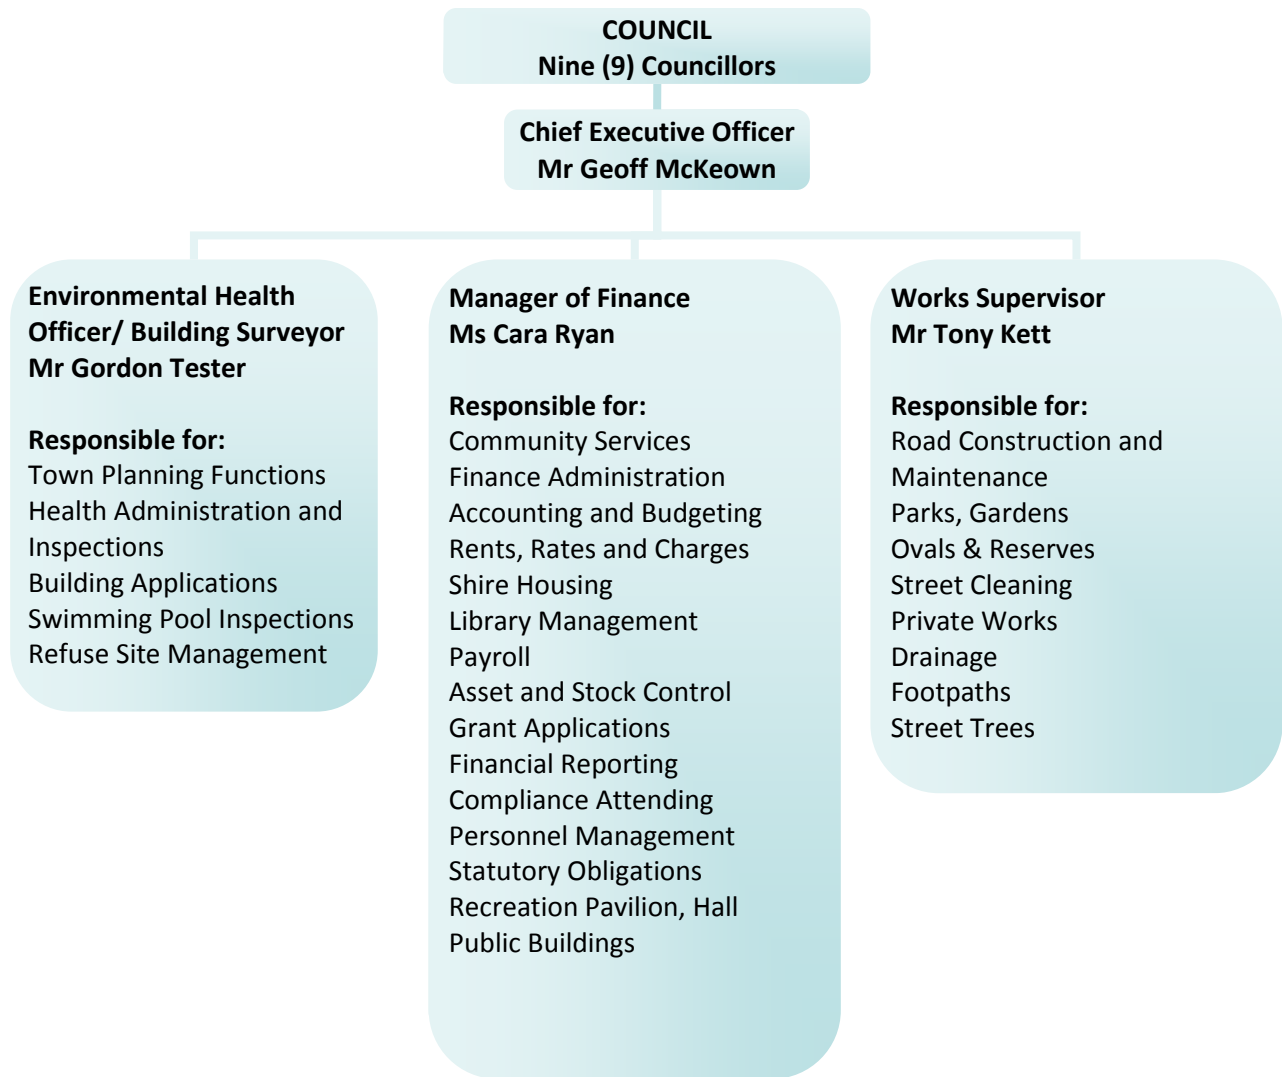 COUNCIL
Nine (9) Councillors
Chief Executive Officer
Mr Geoff McKeown
Environmental Health
Officer/ Building Surveyor
Mr Gordon Tester
Responsible for:
Town Planning Functions
Health Administration and
Inspections
Building Applications
Swimming Pool Inspections
Refuse Site Management
Manager of Finance
Ms Cara Ryan
Responsible for:
Community Services
Finance Administration
Accounting and Budgeting
Rents, Rates and Charges
Shire Housing
Library Management
Payroll
Asset and Stock Control
Grant Applications
Financial Reporting
Compliance Attending
Personnel Management
Statutory Obligations
Recreation Pavilion, Hall
Public Buildings
Works Supervisor
Mr Tony Kett
Responsible for:
Road Construction and
Maintenance
Parks, Gardens
Ovals & Reserves
Street Cleaning
Private Works
Drainage
Footpaths
Street Trees